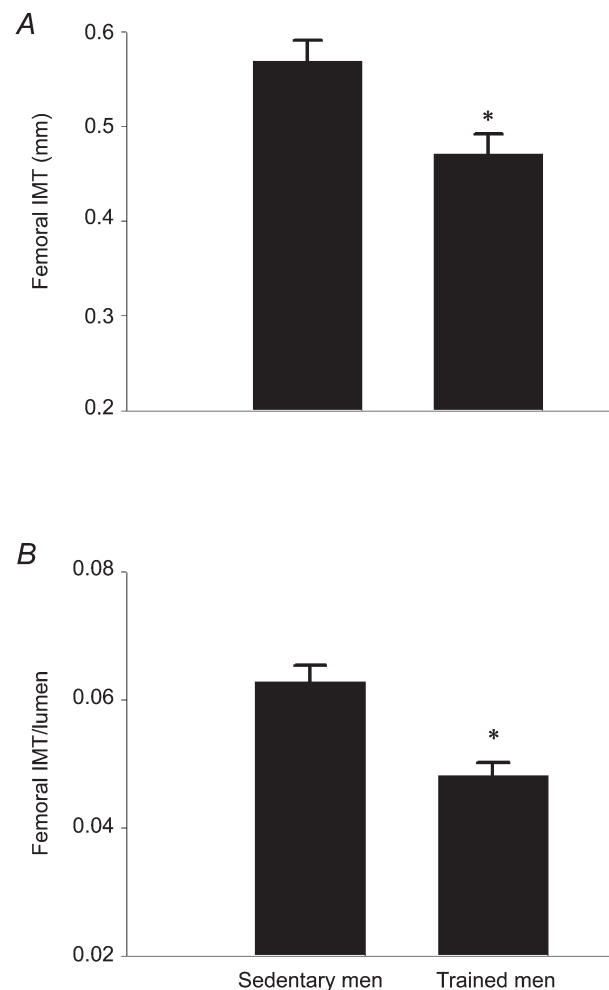 A
0.6
0.5
0.4
0.3
0.2
Femoral IMT (mm)
*
B
0.08
0.06
0.04
0.02
Femoral IMT/lumen
*
Sedentary men Trained men